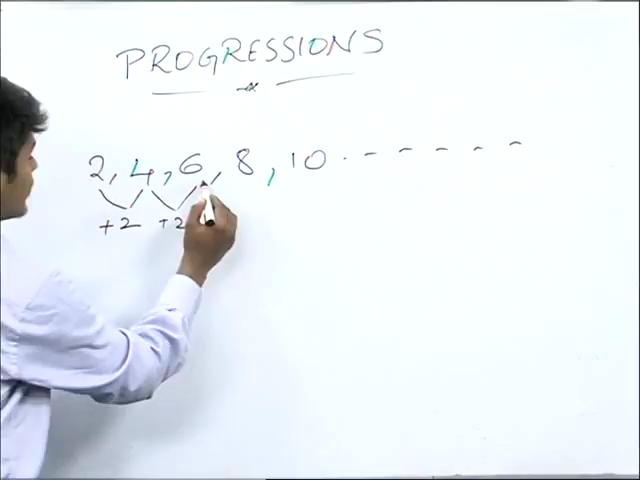 PROGRESSIONS
2, 4, 6, 8, 10 . - - - - -
+2 +2